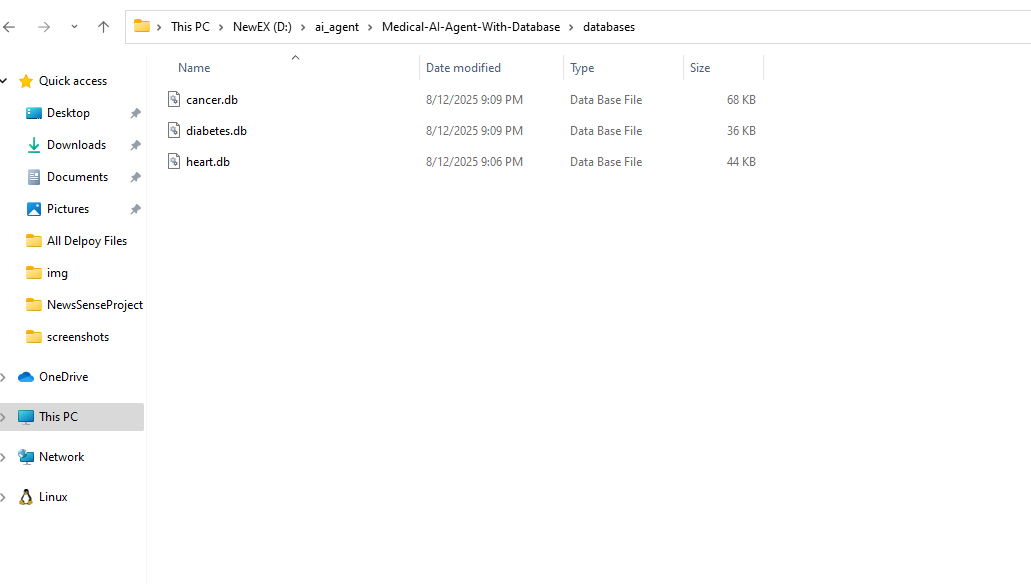 This PC > NewEX (D:) > ai_agent > Medical-AI-Agent-With-Database > databases
Quick access
Desktop
Downloads
Documents
Pictures
All Delpoy Files
img
NewsSenseProject
screenshots
OneDrive
This PC
Network
Linux
Name Date modified Type Size
cancer.db 8/12/2025 9:09 PM Data Base File 68 KB
diabetes.db 8/12/2025 9:09 PM Data Base File 36 KB
heart.db 8/12/2025 9:06 PM Data Base File 44 KB